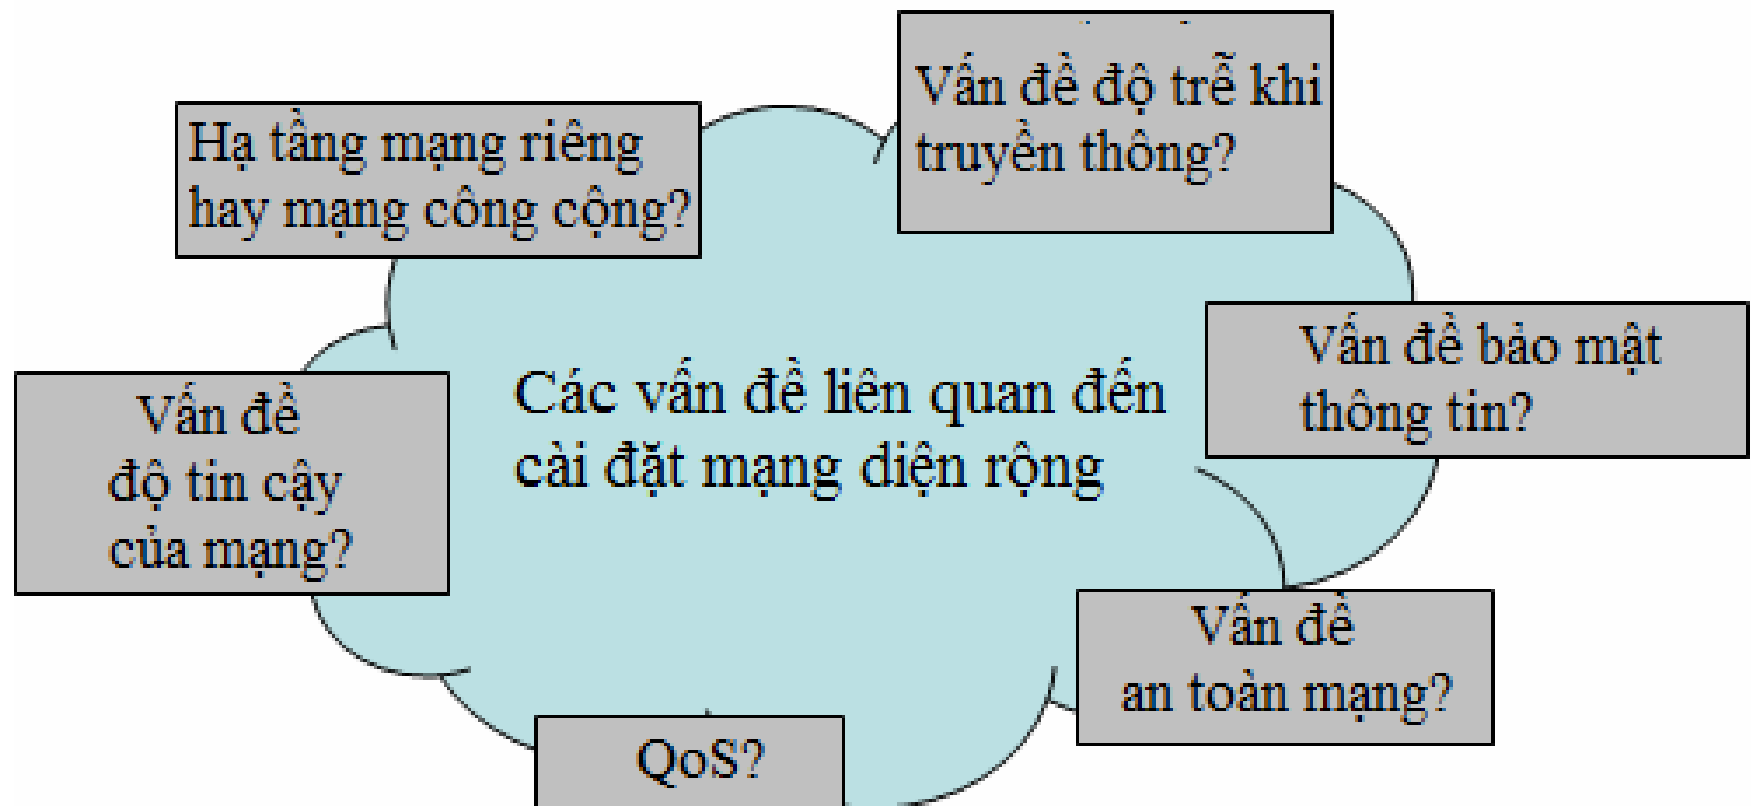 Vấn đề độ trễ khi
truyền thông?
Hạ tầng mạng riêng
hay mạng công cộng?
Vấn đề bảo mật
thông tin?
Các vấn đề liên quan đến
cài đặt mạng diện rộng
Vấn đề
độ tin cậy
của mạng?
Vấn đề
an toàn mạng?
QoS?